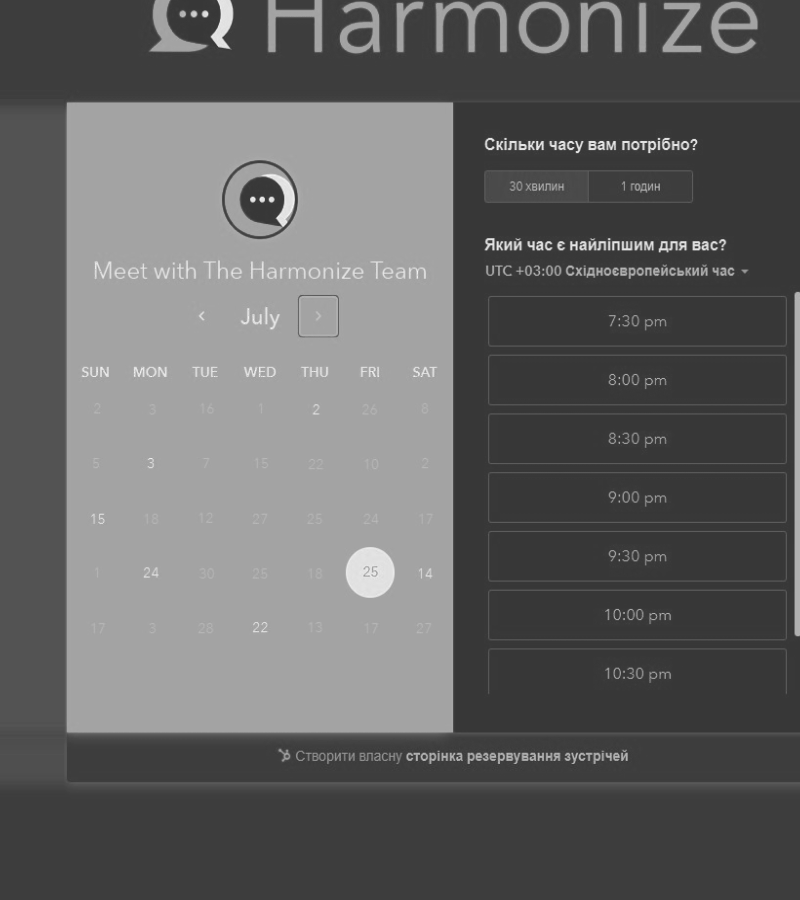 Harmonize
Meet with The Harmonize Team
July
SUN MON TUE WED THU FRI SAT
2 3 16 1 2 26 8
5 3 7 15 22 10 2
15 18 12 27 25 24 17
1 24 30 25 18 25 14
17 3 28 22 13 17 27
Скільки часу вам потрібно?
30 хвилин 1 годин
Який час є найліпшим для вас?
UTC +03:00 Східноєвропейський час
7:30 pm
8:00 pm
8:30 pm
9:00 pm
9:30 pm
10:00 pm
10:30 pm
Створити власну сторінка резервування зустрічей